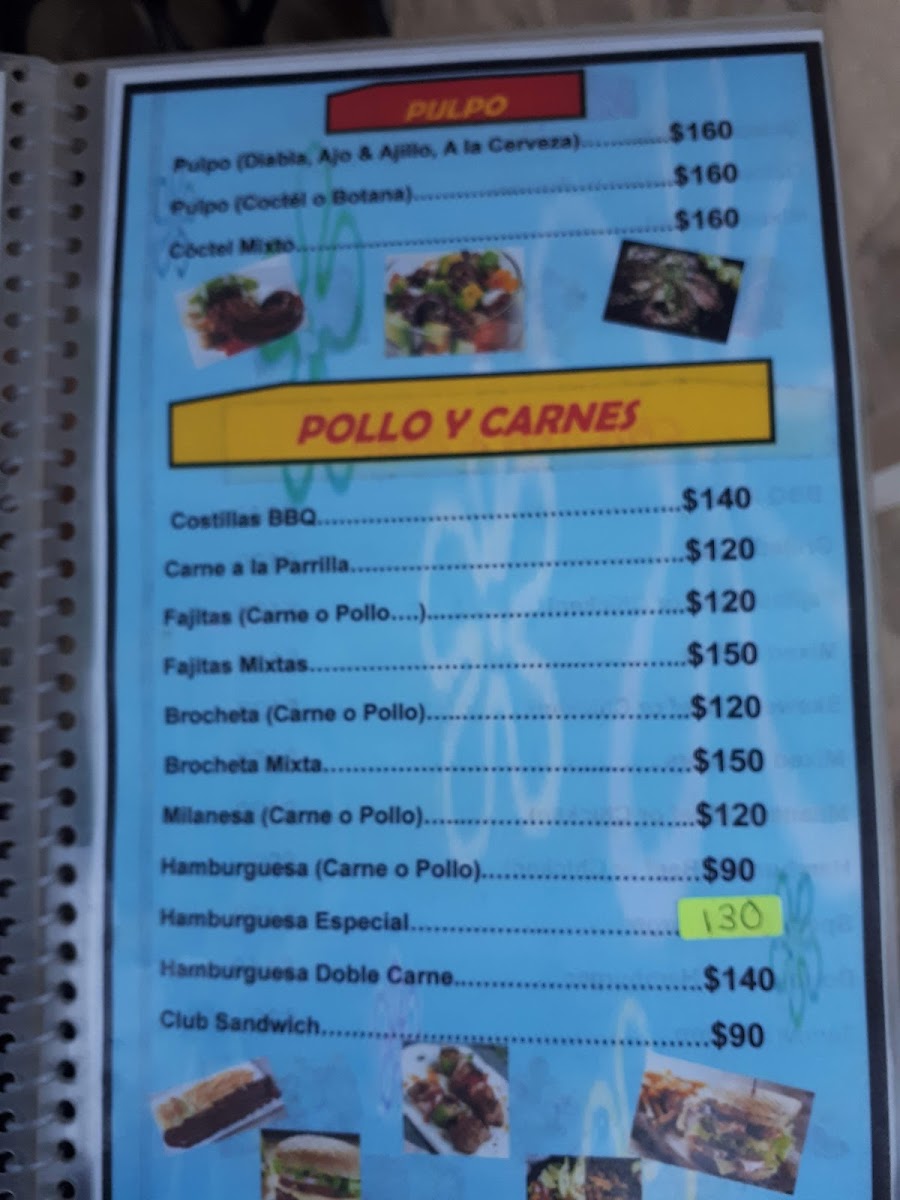 PULPO
Pulpo (Diabla, Ajo & Ajillo, A la Cerveza)..............$160
Pulpo (Coctél o Botana)..............$160
Coctel Mixto..............$160
POLLO Y CARNES
Costillas BBQ..............$140
Carne a la Parrilla..............$120
Fajitas (Carne o Pollo....)..............$120
Fajitas Mixtas..............$150
Brocheta (Carne o Pollo)..............$120
Brocheta Mixta..............$150
Milanesa (Carne o Pollo)..............$120
Hamburguesa (Carne o Pollo)..............$90
Hamburguesa Especial..............130
Hamburguesa Doble Carne..............$140
Club Sandwich..............$90